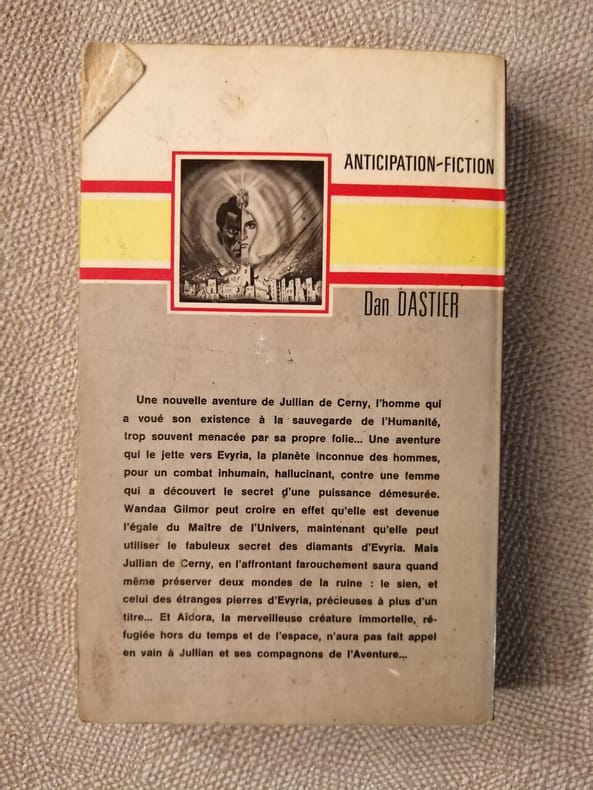 ANTICIPATION-FICTION
Dan DASTIER
Une nouvelle aventure de Jullian de Cerny, l'homme qui
a voué son existence à la sauvegarde de l'Humanité,
trop souvent menacée par sa propre folie... Une aventure
qui le jette vers Evyria, la planète inconnue des hommes,
pour un combat inhumain, hallucinant, contre une femme
qui a découvert le secret d'une puissance démesurée.
Wandaa Gilmor peut croire en effet qu'elle est devenue
l'égale du Maître de l'Univers, maintenant qu'elle peut
utiliser le fabuleux secret des diamants d'Evyria. Mais
Jullian de Cerny, en l'affrontant farouchement saura quand
même préserver deux mondes de la ruine : le sien, et
celui des étranges pierres d'Evyria, précieuses à plus d'un
titre... Et Aïdora, la merveilleuse créature immortelle, ré-
fugiée hors du temps et de l'espace, n'aura pas fait appel
en vain à Jullian et ses compagnons de l'Aventure...